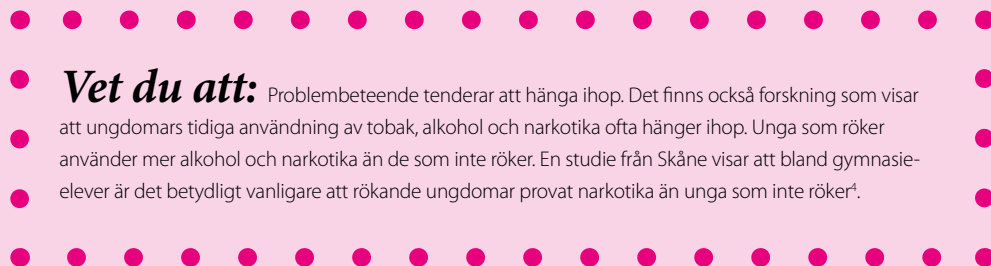 Vet du att: Problembeteende tenderar att hänga ihop. Det finns också forskning som visar
att ungdomars tidiga användning av tobak, alkohol och narkotika ofta hänger ihop. Unga som röker
använder mer alkohol och narkotika än de som inte röker. En studie från Skåne visar att bland gymnasie-
elever är det betydligt vanligare att rökande ungdomar provat narkotika än unga som inte röker⁴.